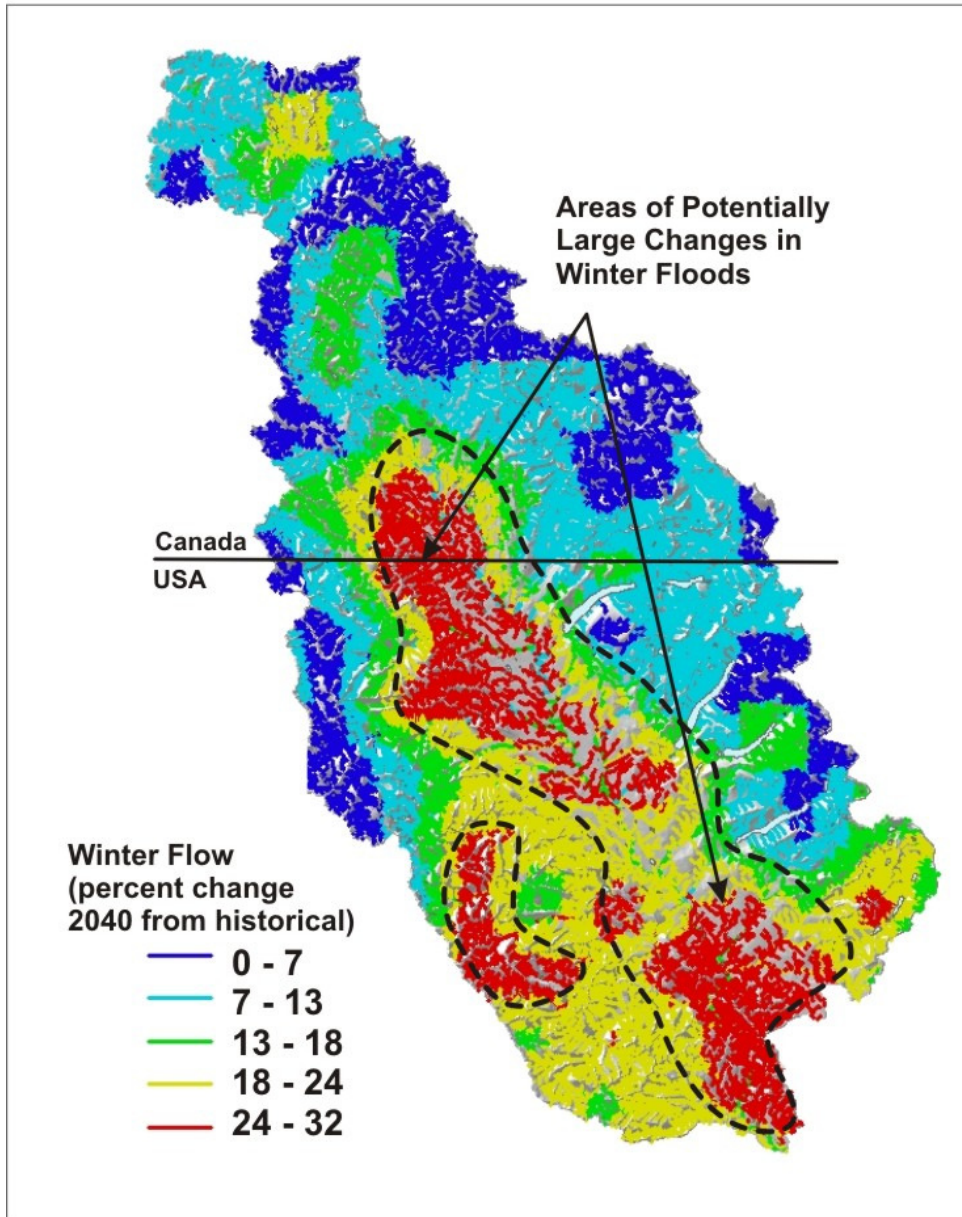 Areas of Potentially
Large Changes in
Winter Floods
Canada
USA
Winter Flow
(percent change
2040 from historical)
0 - 7
7 - 13
13 - 18
18 - 24
24 - 32